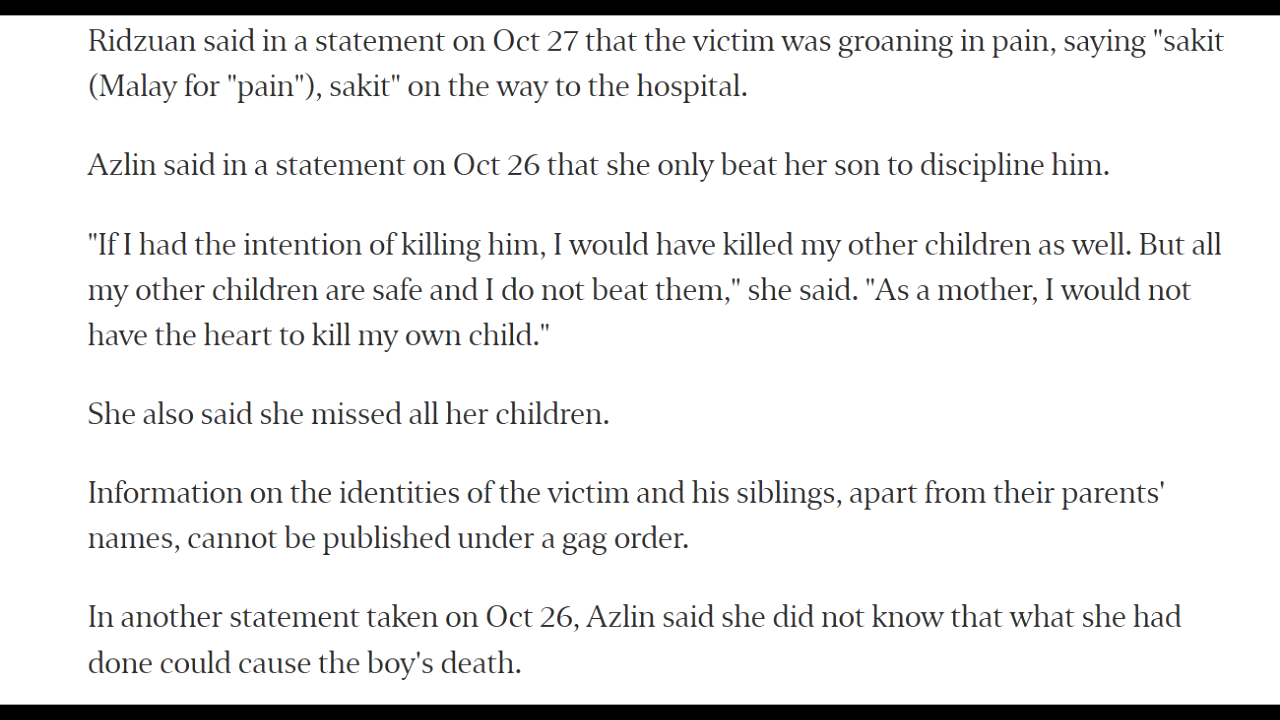 Ridzuan said in a statement on Oct 27 that the victim was groaning in pain, saying "sakit
(Malay for "pain"), sakit" on the way to the hospital.
Azlin said in a statement on Oct 26 that she only beat her son to discipline him.
"If I had the intention of killing him, I would have killed my other children as well. But all
my other children are safe and I do not beat them," she said. "As a mother, I would not
have the heart to kill my own child."
She also said she missed all her children.
Information on the identities of the victim and his siblings, apart from their parents'
names, cannot be published under a gag order.
In another statement taken on Oct 26, Azlin said she did not know that what she had
done could cause the boy's death.